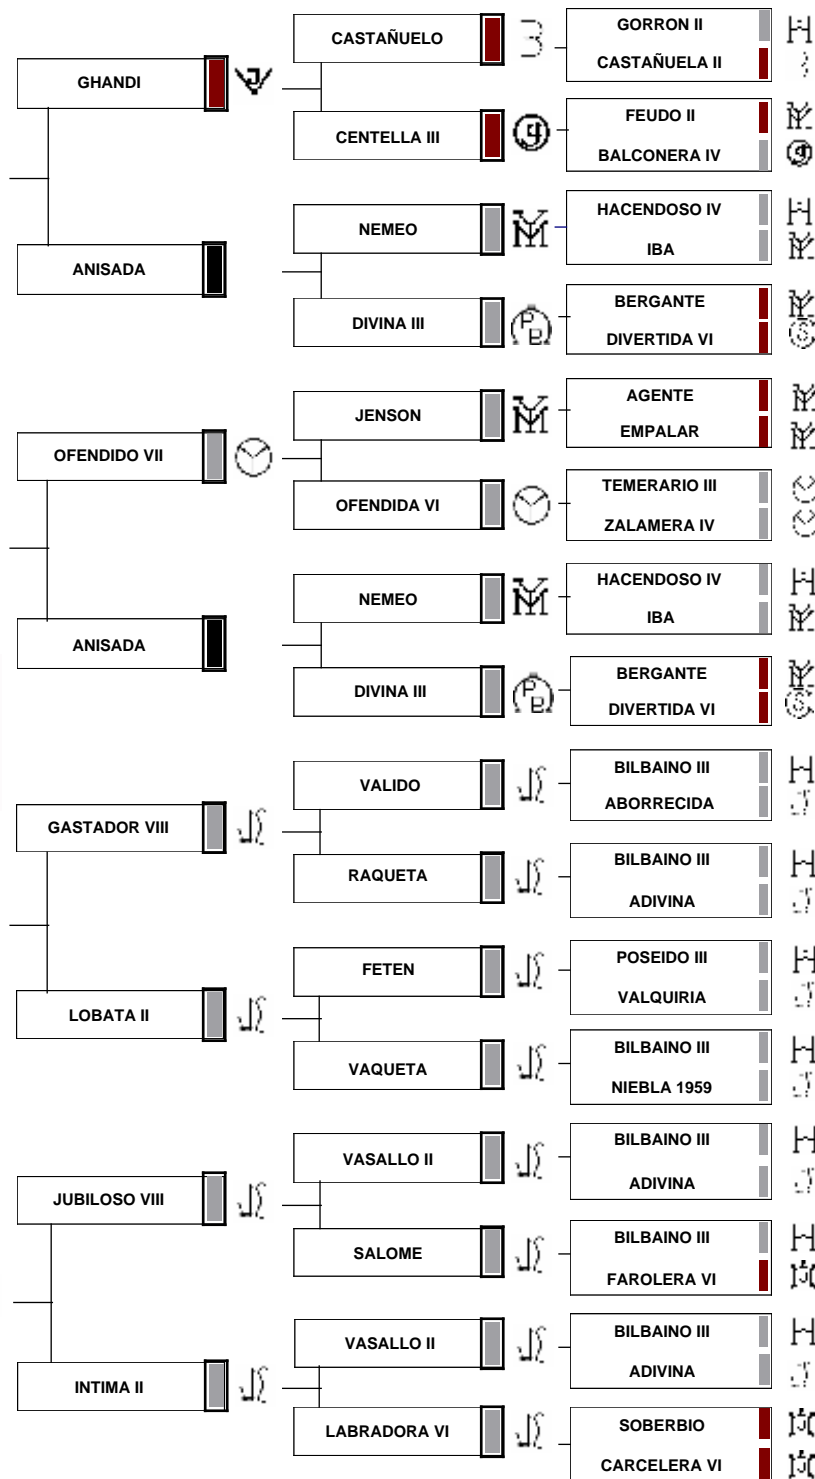 GHANDI
ANISADA
OFENDIDO VII
ANISADA
GASTADOR VIII
LOBATA II
JUBILOSO VIII
INTIMA II
CASTAÑUELO
CENTELLA III
NEMEO
DIVINA III
JENSON
OFENDIDA VI
NEMEO
DIVINA III
VALIDO
RAQUETA
FETEN
VAQUETA
VASALLO II
SALOME
VASALLO II
LABRADORA VI
GORRON II
CASTAÑUELA II
FEUDO II
BALCONERA IV
HACENDOSO IV
IBA
BERGANTE
DIVERTIDA VI
AGENTE
EMPALAR
TEMERARIO III
ZALAMERA IV
HACENDOSO IV
IBA
BERGANTE
DIVERTIDA VI
BILBAINO III
ABORRECIDA
BILBAINO III
ADIVINA
POSEIDO III
VALQUIRIA
BILBAINO III
NIEBLA 1959
BILBAINO III
ADIVINA
BILBAINO III
FAROLERA VI
BILBAINO III
ADIVINA
SOBERBIO
CARCELERA VI